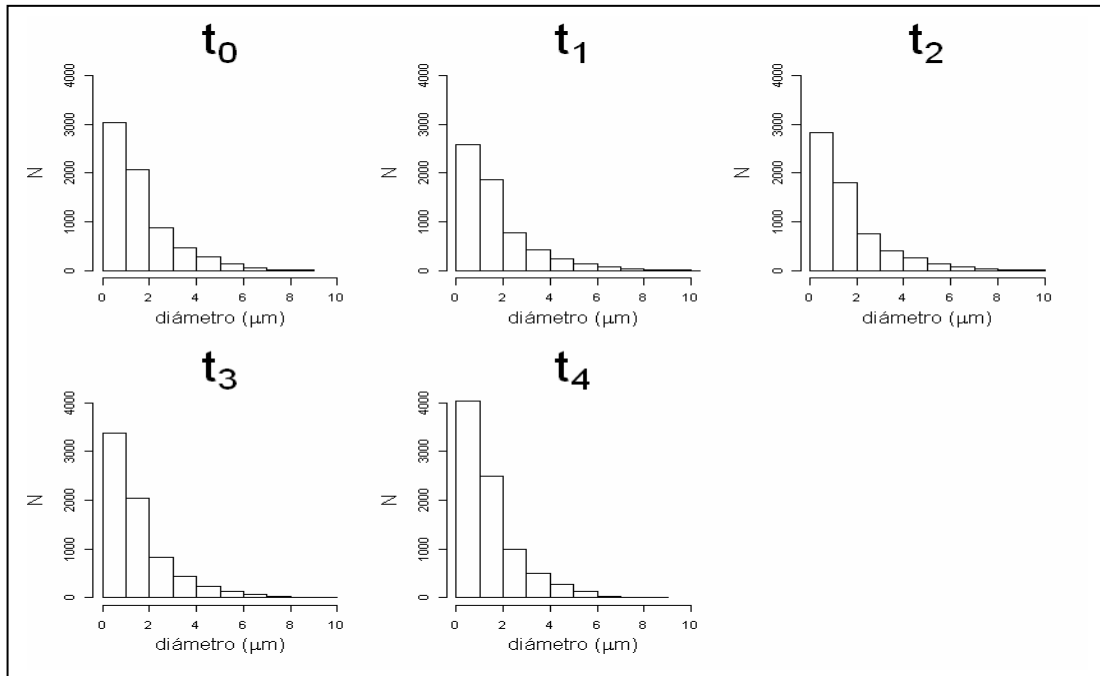 t0 t1 t2
4000 4000 4000
3000 3000 3000
2000 2000 2000
N N N
1000 1000 1000
0 0 0
0 2 4 6 8 10 0 2 4 6 8 10 0 2 4 6 8 10
diámetro (μm) diámetro (μm) diámetro (μm)
t3 t4
4000 4000
3000 3000
2000 2000
N N
1000 1000
0 0
0 2 4 6 8 10 0 2 4 6 8 10
diámetro (μm) diámetro (μm)